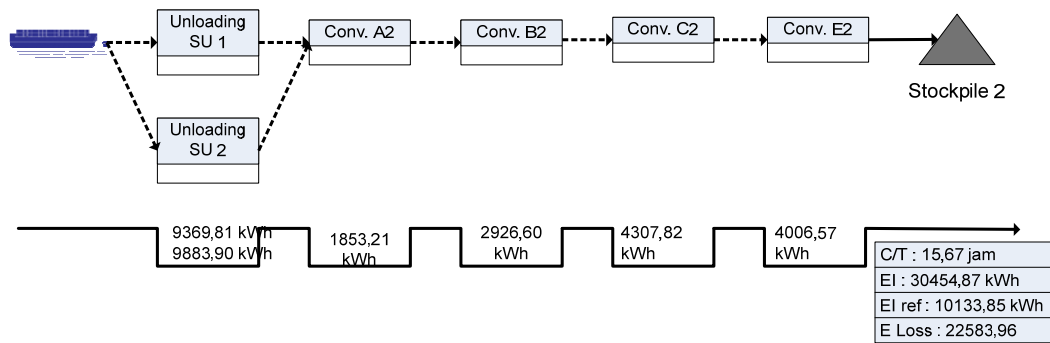 Unloading
SU 1
Conv. A2
Conv. B2
Conv. C2
Conv. E2
Stockpile 2
Unloading
SU 2
9369,81 kWh
9883,90 kWh
1853,21
kWh
2926,60
kWh
4307,82
kWh
4006,57
kWh
C/T : 15,67 jam
EI : 30454,87 kWh
EI ref : 10133,85 kWh
E Loss : 22583,96